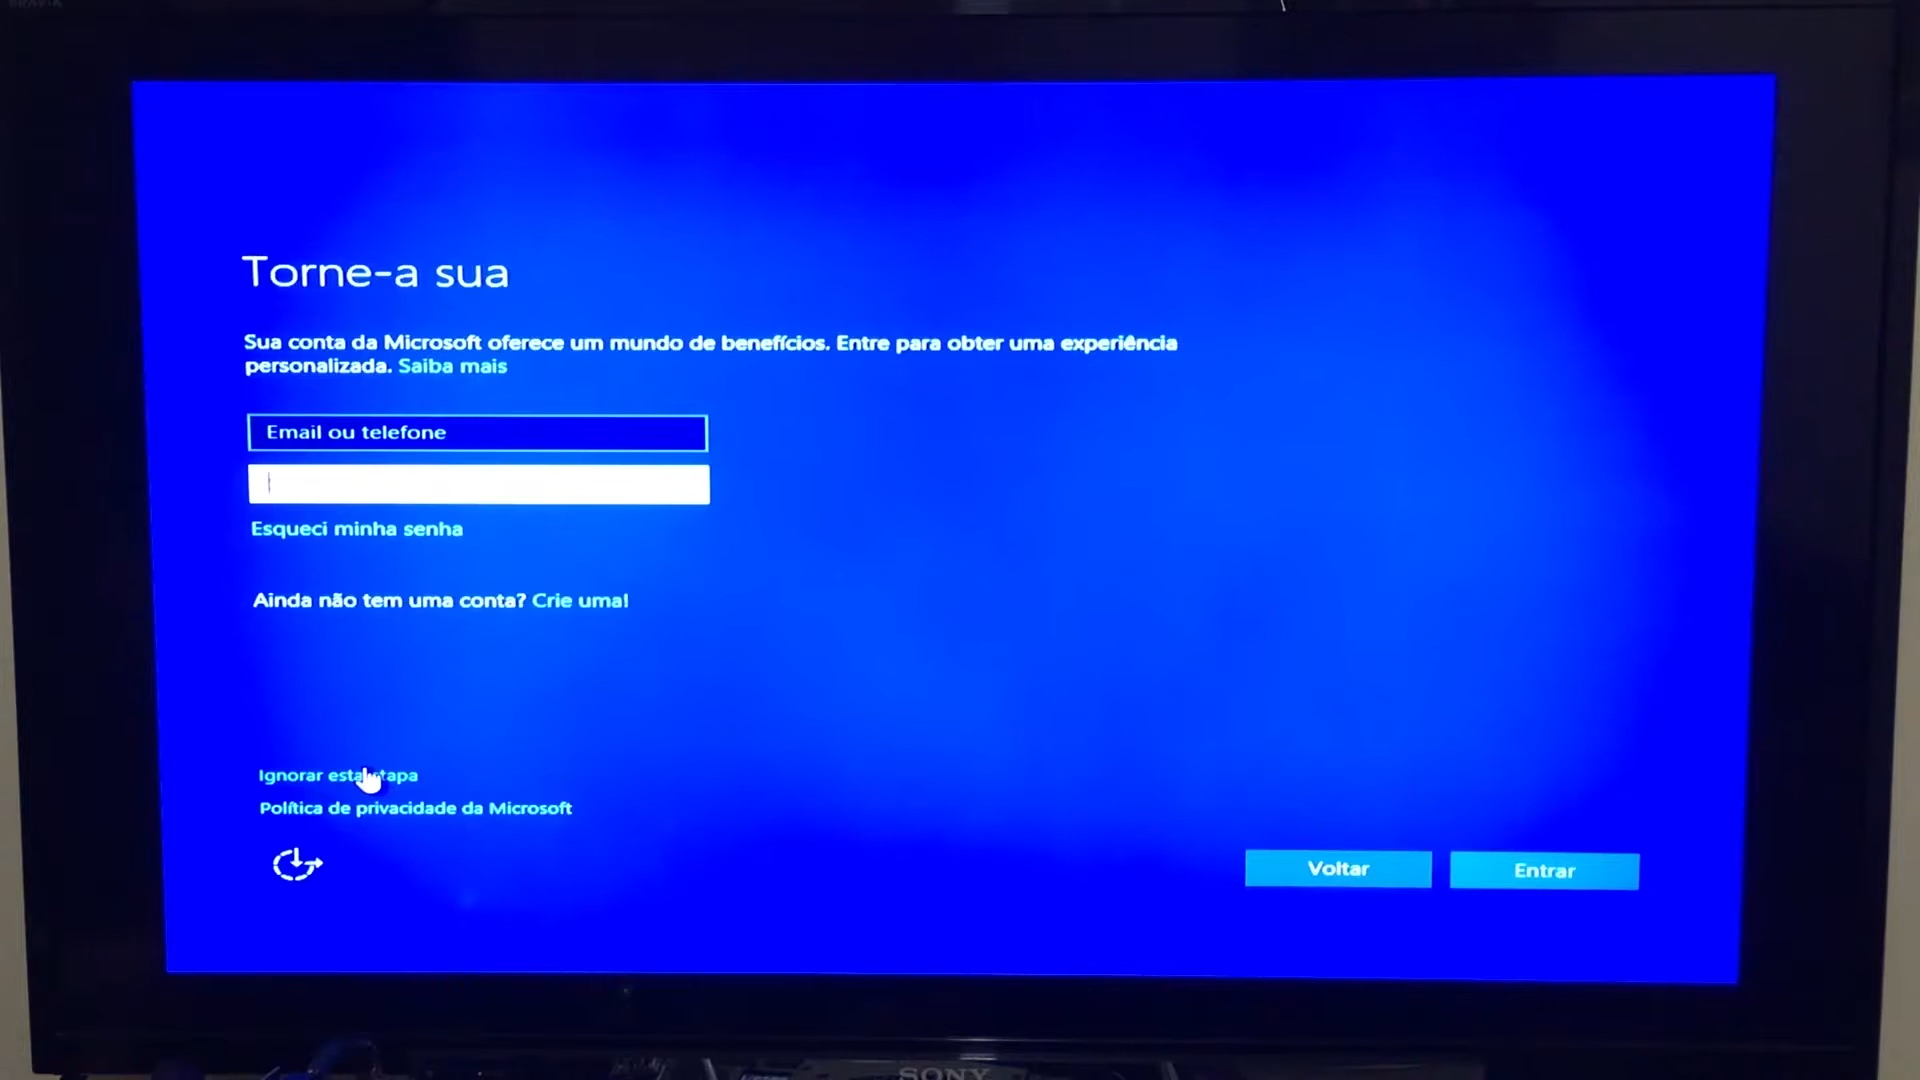 BRAVIA
Torne-a sua
Sua conta da Microsoft oferece um mundo de benefícios. Entre para obter uma experiência
personalizada. Saiba mais
Email ou telefone
Esqueci minha senha
Ainda não tem uma conta? Crie uma!
Ignorar esta etapa
Política de privacidade da Microsoft
Voltar
Entrar
SONY